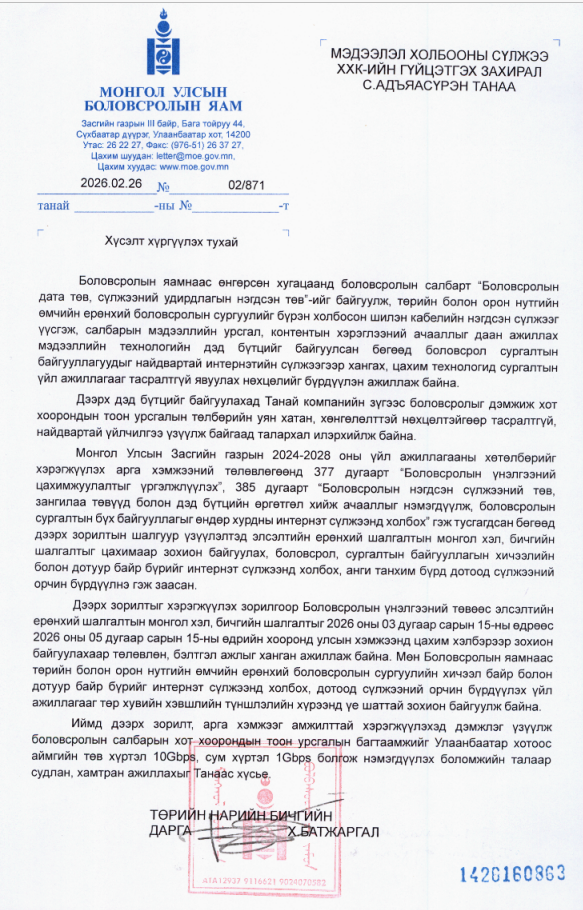 МОНГОЛ УЛСЫН
БОЛОВСРОЛЫН ЯАМ
Засгийн газрын III байр, Бага тойруу 44,
Сүхбаатар дүүрэг, Улаанбаатар хот, 14200
Утас: 26 22 27, Факс: (976-51) 26 37 27,
Цахим шуудан: letter@moe.gov.mn,
Цахим хуудас: www.moe.gov.mn
2026.02.26 № 02/871
танай ____________-ны №____________-т
МЭДЭЭЛЭЛ ХОЛБООНЫ СҮЛЖЭЭ
ХХК-ИЙН ГҮЙЦЭТГЭХ ЗАХИРАЛ
С.АДЪЯАСҮРЭН ТАНАА
Хүсэлт хүргүүлэх тухай
Боловсролын яамнаас өнгөрсөн хугацаанд боловсролын салбарт “Боловсролын
дата төв, сүлжээний удирдлагын нэгдсэн төв”-ийг байгуулж, төрийн болон орон нутгийн
өмчийн ерөнхий боловсролын сургуулийг бүрэн холбосон шилэн кабелийн нэгдсэн сүлжээг
үүсгэж, салбарын мэдээллийн урсгал, контентын хэрэглээний ачааллыг даан ажиллах
мэдээллийн технологийн дэд бүтцийг байгуулсан бөгөөд боловсрол сургалтын
байгууллагуудыг найдвартай интернэтийн сүлжээгээр хангах, цахим технологид сургалтын
үйл ажиллагааг тасралтгүй явуулах нөхцөлийг бүрдүүлэн ажиллаж байна.
Дээрх дэд бүтцийг байгуулахад Танай компанийн зүгээс боловсролыг дэмжиж хот
хоорондын тоон урсгалын төлбөрийн уян хатан, хөнгөлөлттэй нөхцөлтэйгөөр тасралтгүй,
найдвартай үйлчилгээ үзүүлж байгаад талархал илэрхийлж байна.
Монгол Улсын Засгийн газрын 2024-2028 оны үйл ажиллагааны хөтөлбөрийг
хэрэгжүүлэх арга хэмжээний төлөвлөгөөнд 377 дугаарт “Боловсролын үнэлгээний
цахимжуулалтыг үргэлжлүүлэх”, 385 дугаарт “Боловсролын нэгдсэн сүлжээний төв,
зангилаа төвүүд болон дэд бүтцийн өргөтгөл хийж ачааллыг нэмэгдүүлж, боловсролын
сургалтын бүх байгууллагыг өндөр хурдны интернэт сүлжээнд холбох” гэж тусгагдсан бөгөөд
дээрх зорилтын шалгуур үзүүлэлтэд элсэлтийн ерөнхий шалгалтын монгол хэл, бичгийн
шалгалтыг цахимаар зохион байгуулах, боловсрол, сургалтын байгууллагын хичээлийн
болон дотуур байр бүрийг интернэт сүлжээнд холбох, анги танхим бүрд дотоод сүлжээний
орчин бүрдүүлнэ гэж заасан.
Дээрх зорилтыг хэрэгжүүлэх зорилгоор Боловсролын үнэлгээний төвөөс элсэлтийн
ерөнхий шалгалтын монгол хэл, бичгийн шалгалтыг 2026 оны 03 дугаар сарын 15-ны өдрөөс
2026 оны 05 дугаар сарын 15-ны өдрийн хооронд улсын хэмжээнд цахим хэлбэрээр зохион
байгуулахаар төлөвлөн, бэлтгэл ажлыг ханган ажиллаж байна. Мөн Боловсролын яамнаас
төрийн болон орон нутгийн өмчийн ерөнхий боловсролын сургуулийн хичээл байр болон
дотуур байр бүрийг интернэт сүлжээнд холбох, дотоод сүлжээний орчин бүрдүүлэх үйл
ажиллагааг төр хувийн хэвшлийн түншлэлийн хүрээнд үе шаттай зохион байгуулж байна.
Иймд дээрх зорилт, арга хэмжээг амжилттай хэрэгжүүлэхэд дэмжлэг үзүүлж
боловсролын салбарын хот хоорондын тоон урсгалын багтаамжийг Улаанбаатар хотоос
аймгийн төв хүртэл 10Gbps, сум хүртэл 1Gbps болгож нэмэгдүүлэх боломжийн талаар
судлан, хамтран ажиллахыг Танаас хүсье.
ТӨРИЙН НАРИЙН БИЧГИЙН
ДАРГА Х.БАТЖАРГАЛ
A1A12937 9116621 9034070583
1420160863